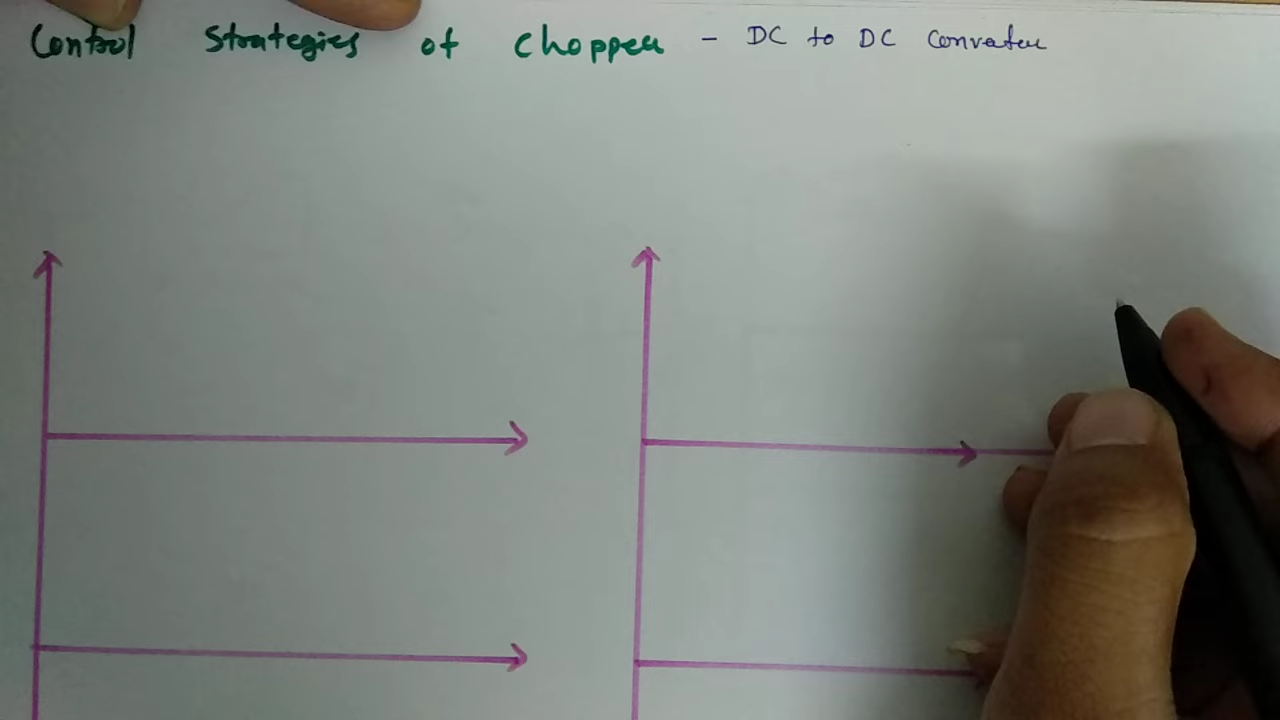 Control Strategies of Chopper - DC to DC Converter